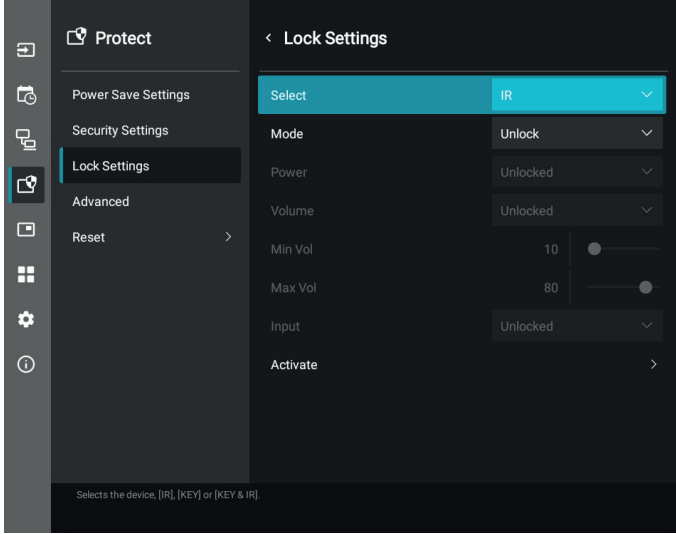 Protect
Power Save Settings
Security Settings
Lock Settings
Advanced
Reset
Lock Settings
Select IR
Mode Unlock
Power Unlocked
Volume Unlocked
Min Vol 10
Max Vol 80
Input Unlocked
Activate
Selects the device, [IR], [KEY] or [KEY & IR].